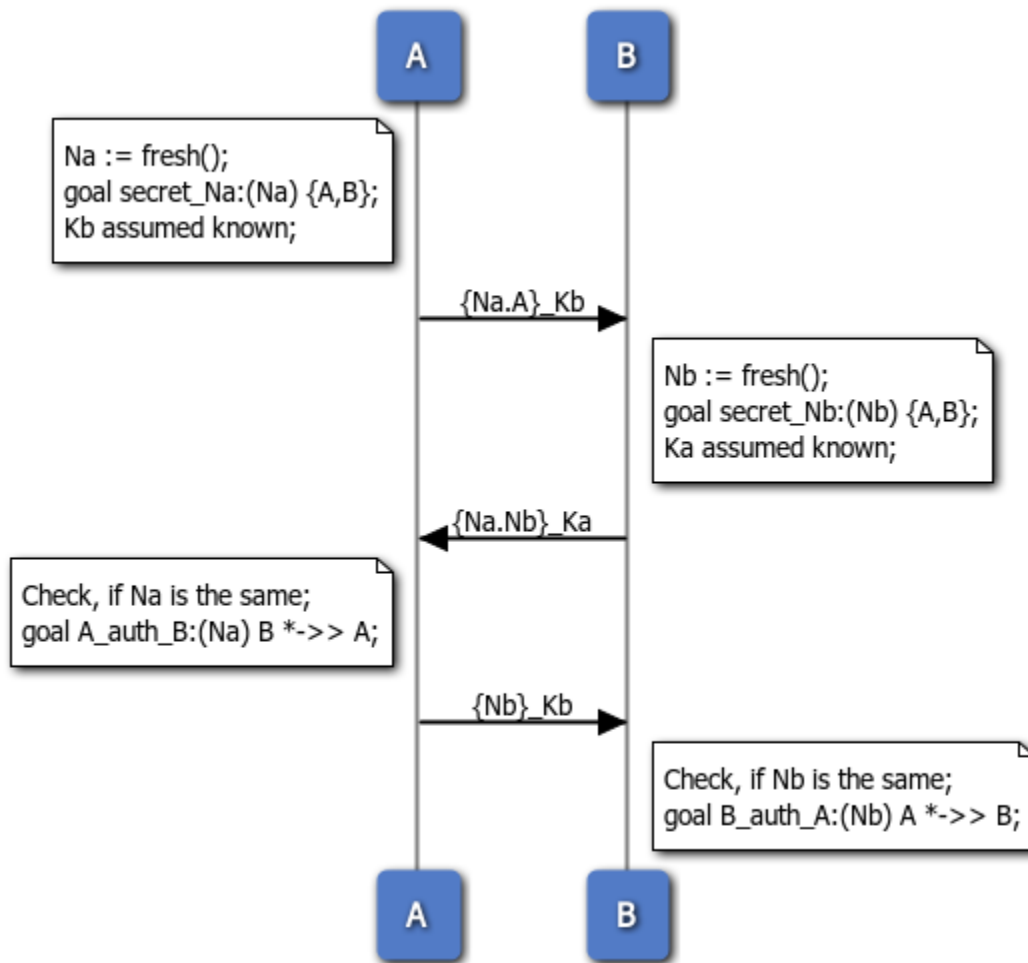 A
B
Na := fresh();
goal secret_Na:(Na) {A,B};
Kb assumed known;
{Na.A}_Kb
Nb := fresh();
goal secret_Nb:(Nb) {A,B};
Ka assumed known;
{Na.Nb}_Ka
Check, if Na is the same;
goal A_auth_B:(Na) B *->> A;
{Nb}_Kb
Check, if Nb is the same;
goal B_auth_A:(Nb) A *->> B;
A
B